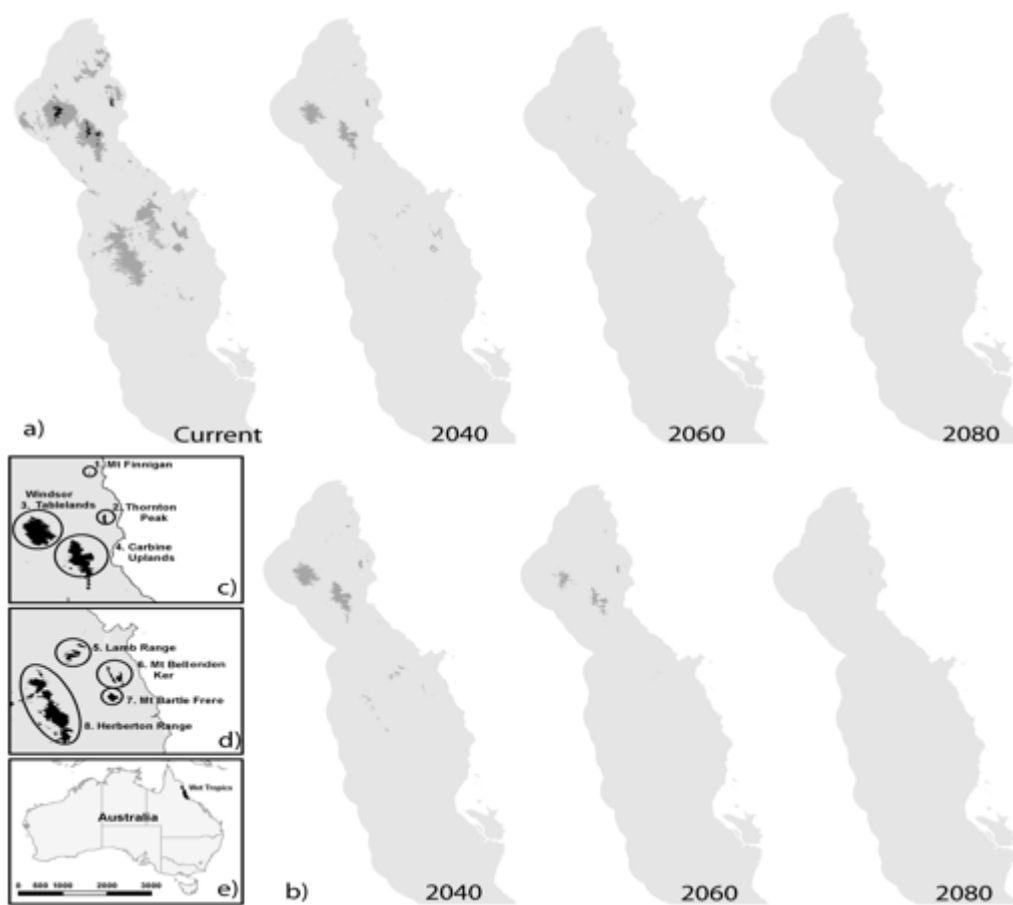 a)
Current
2040
2060
2080
1. Mt Finnigan
Windsor
3. Tablelands
2. Thornton
Peak
4. Carbine
Uplands
c)
5. Lamb Range
6. Mt Bellenden
Ker
7. Mt Bartle Frere
8. Herberton Range
d)
Wet Tropics
Australia
0 500 1000 2000 3000
e)
b)
2040
2060
2080